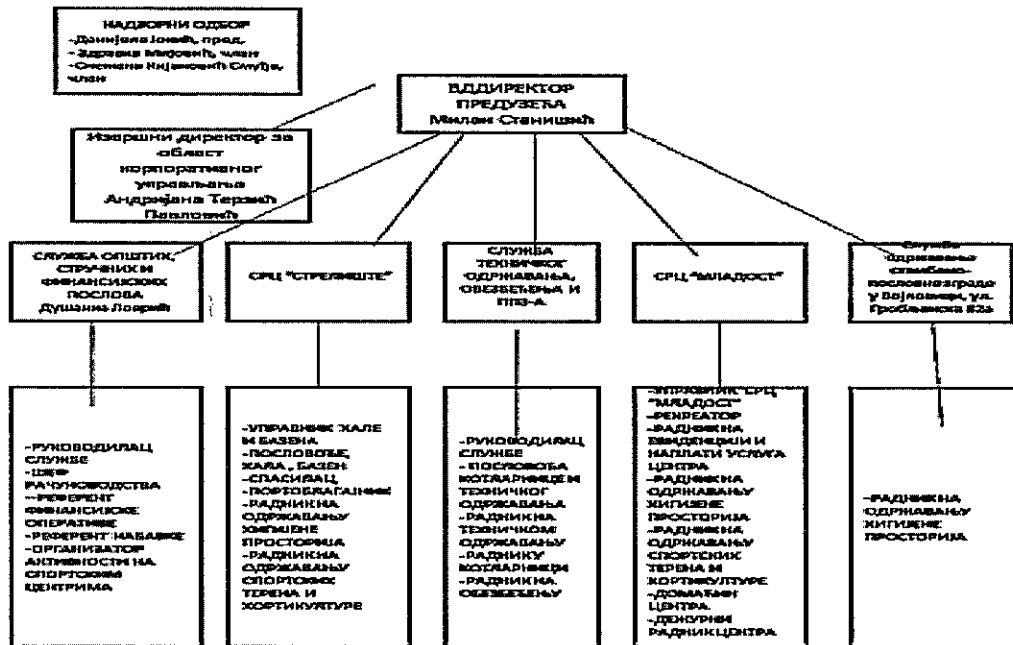 НАДЗОРНИ ОДБОР
-Данијела Јовић, пред.
- Здравка Мијовић, члан
-Снежана Кијановић Слуђа,
члан
В.Д.ДИРЕКТОР
ПРЕДУЗЕЋА
Милан Станишић
Извршни директор за
област
корпоративног
управљања
Андријана Терзић
Павловић
СЛУЖБА ОПШТИХ,
СТРУЧНИХ И
ФИНАНСИЈСКИХ
ПОСЛОВА
Душанка Ловрић
СРЦ "СТРЕЛИШТЕ"
СЛУЖБА
ТЕХНИЧКОГ
ОДРЖАВАЊА,
ОБЕЗБЕЂЕЊА И
ППЗ-А
СРЦ "МЛАДОСТ"
Служба
одржавања
стамбено-
пословне зграде
у Војловици, ул.
Гробљанска 82а
-РУКОВОДИЛАЦ
СЛУЖБЕ
-ШЕФ
РАЧУНОВОДСТВА
-РЕФЕРЕНТ
ФИНАНСИЈСКЕ
ОПЕРАТИВЕ
-РЕФЕРЕНТ НАБАВКЕ
-ОРГАНИЗАТОР
АКТИВНОСТИ НА
СПОРТСКИМ
ЦЕНТРИМА
-УПРАВНИК ХАЛЕ
И БАЗЕНА
-ПОСЛОВОЂЕ,
ХАЛА, БАЗЕН
-СПАСИЛАЦ
-ПОРТОБЛАГАЈНИК
-РАДНИК НА
ОДРЖАВАЊУ
ХИГИЈЕНЕ
ПРОСТОРИЈА
-РАДНИК НА
ОДРЖАВАЊУ
СПОРТСКИХ
ТЕРЕНА И
ХОРТИКУЛТУРЕ
-РУКОВОДИЛАЦ
СЛУЖБЕ
-ПОСЛОВОЂА
КОТЛАРНИЦЕ И
ТЕХНИЧКОГ
ОДРЖАВАЊА
-РАДНИК НА
ТЕХНИЧКОМ
ОДРЖАВАЊУ
-РАДНИК У
КОТЛАРНИЦИ
-РАДНИК НА
ОБЕЗБЕЂЕЊУ
-УПРАВНИК СРЦ
"МЛАДОСТ"
-РЕКРЕАТОР
-РАДНИК НА
ЕВИДЕНЦИЈИ И
НАПЛАТИ УСЛУГА
ЦЕНТРА
-РАДНИК НА
ОДРЖАВАЊУ
ХИГИЈЕНЕ
ПРОСТОРИЈА
-РАДНИК НА
ОДРЖАВАЊУ
СПОРТСКИХ
ТЕРЕНА И
ХОРТИКУЛТУРЕ
-ДОМАЋИН
ЦЕНТРА
-ДЕЖУРНИ
РАДНИК ЦЕНТРА
-РАДНИК НА
ОДРЖАВАЊУ
ХИГИЈЕНЕ
ПРОСТОРИЈА